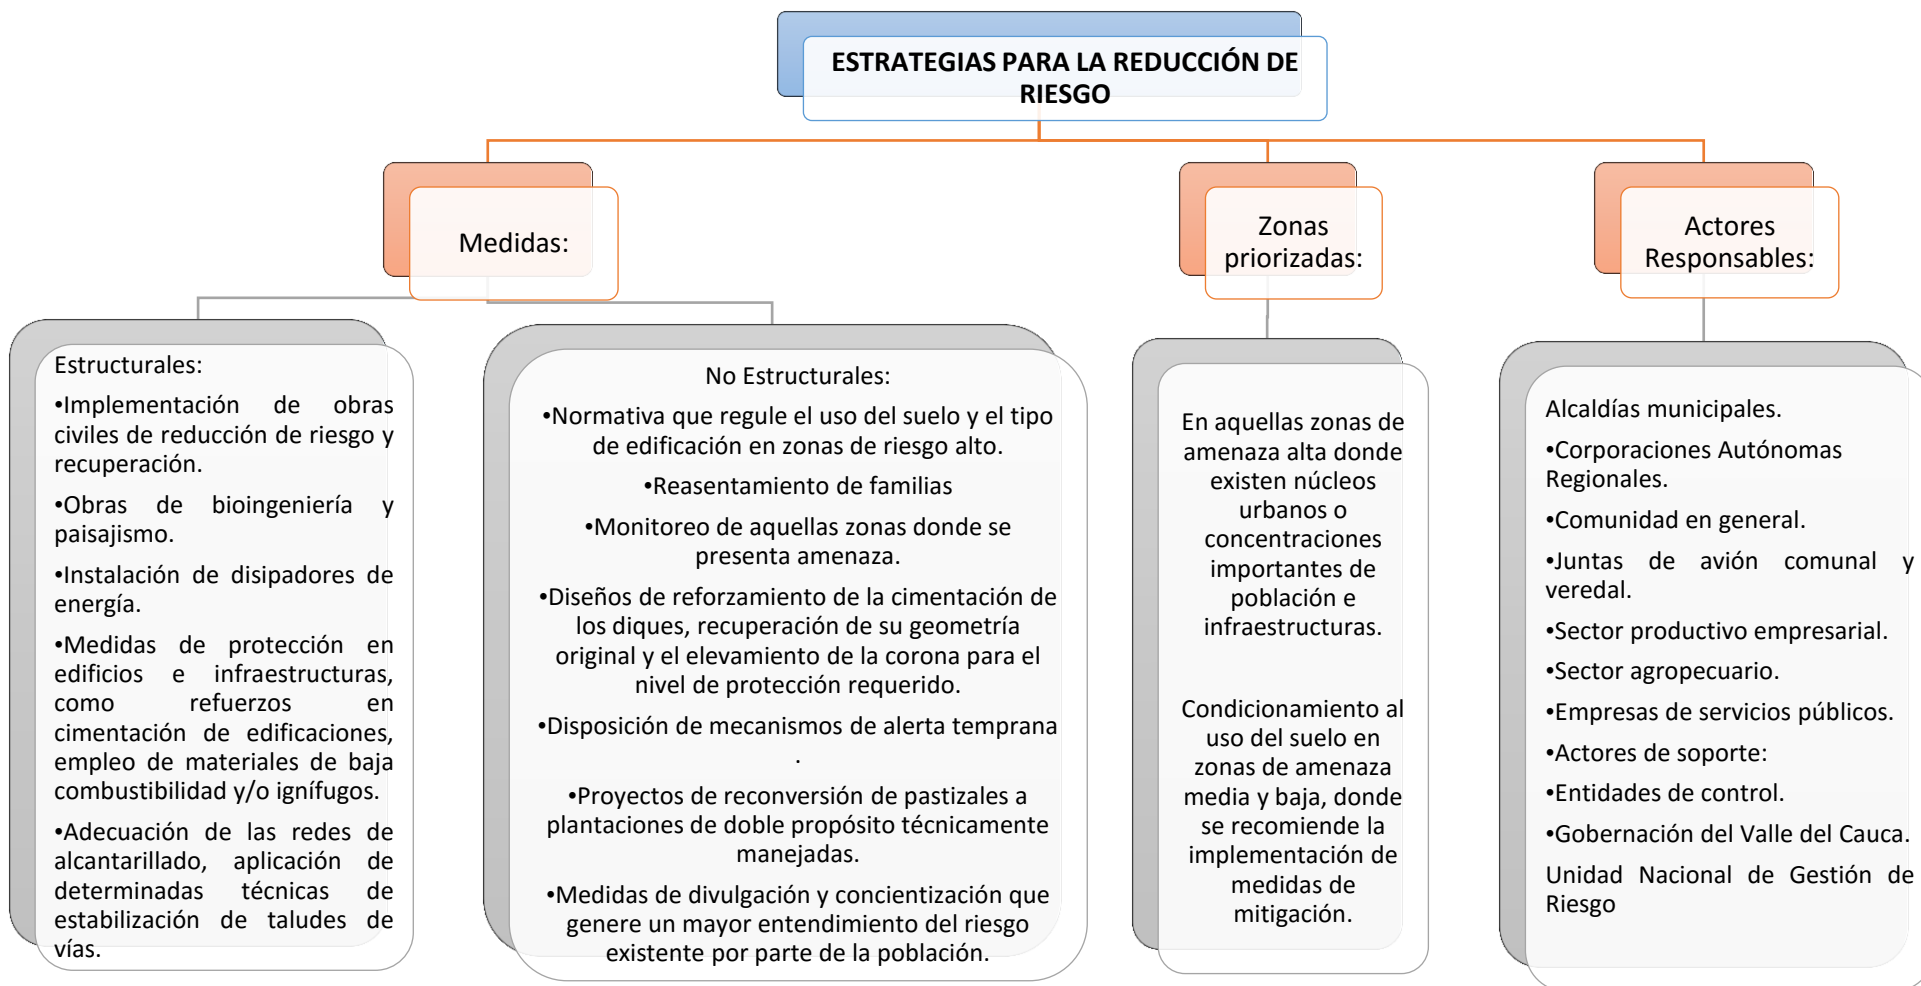 ESTRATEGIAS PARA LA REDUCCIÓN DE
RIESGO
Medidas:
Zonas
priorizadas:
Actores
Responsables:
Estructurales:
•Implementación de obras
civiles de reducción de riesgo y
recuperación.
•Obras de bioingeniería y
paisajismo.
•Instalación de disipadores de
energía.
•Medidas de protección en
edificios e infraestructuras,
como refuerzos en
cimentación de edificaciones,
empleo de materiales de baja
combustibilidad y/o ignífugos.
•Adecuación de las redes de
alcantarillado, aplicación de
determinadas técnicas de
estabilización de taludes de
vías.
No Estructurales:
•Normativa que regule el uso del suelo y el tipo
de edificación en zonas de riesgo alto.
•Reasentamiento de familias
•Monitoreo de aquellas zonas donde se
presenta amenaza.
•Diseños de reforzamiento de la cimentación de
los diques, recuperación de su geometría
original y el elevamiento de la corona para el
nivel de protección requerido.
•Disposición de mecanismos de alerta temprana
.
•Proyectos de reconversión de pastizales a
plantaciones de doble propósito técnicamente
manejadas.
•Medidas de divulgación y concientización que
genere un mayor entendimiento del riesgo
existente por parte de la población.
En aquellas zonas de
amenaza alta donde
existen núcleos
urbanos o
concentraciones
importantes de
población e
infraestructuras.
Condicionamiento al
uso del suelo en
zonas de amenaza
media y baja, donde
se recomiende la
implementación de
medidas de
mitigación.
Alcaldías municipales.
•Corporaciones Autónomas
Regionales.
•Comunidad en general.
•Juntas de avión comunal y
veredal.
•Sector productivo empresarial.
•Sector agropecuario.
•Empresas de servicios públicos.
•Actores de soporte:
•Entidades de control.
•Gobernación del Valle del Cauca.
Unidad Nacional de Gestión de
Riesgo